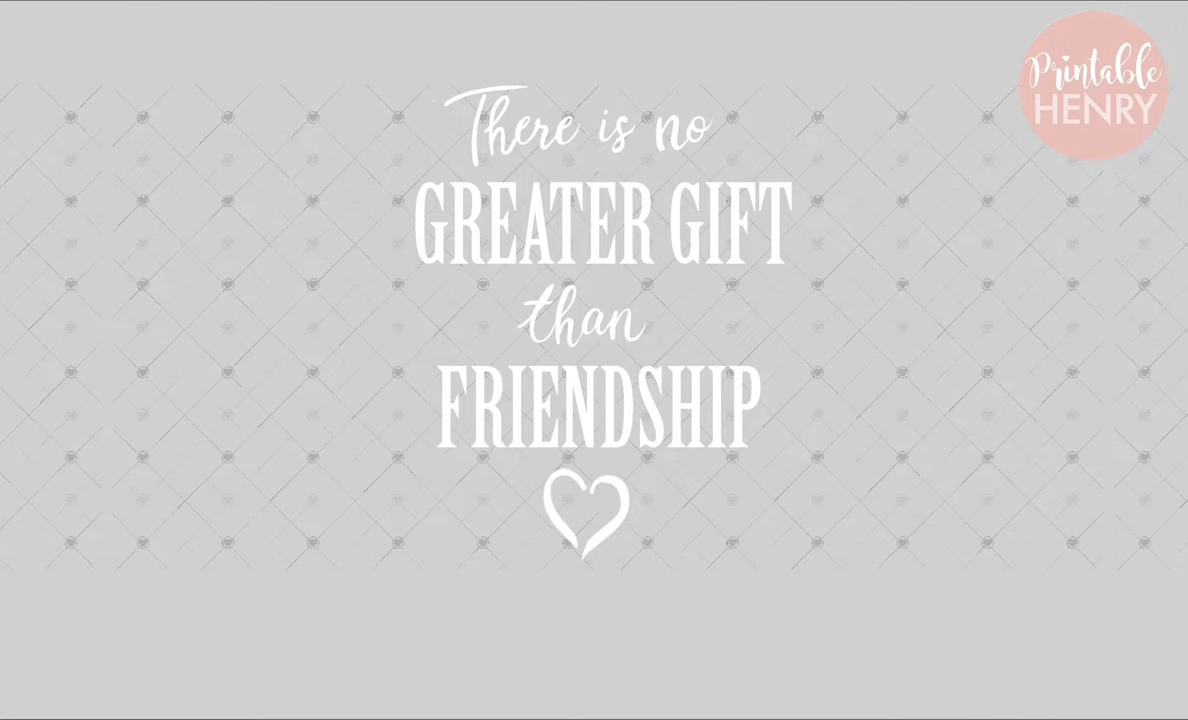 There is no
GREATER GIFT
than
FRIENDSHIP
Printable
HENRY